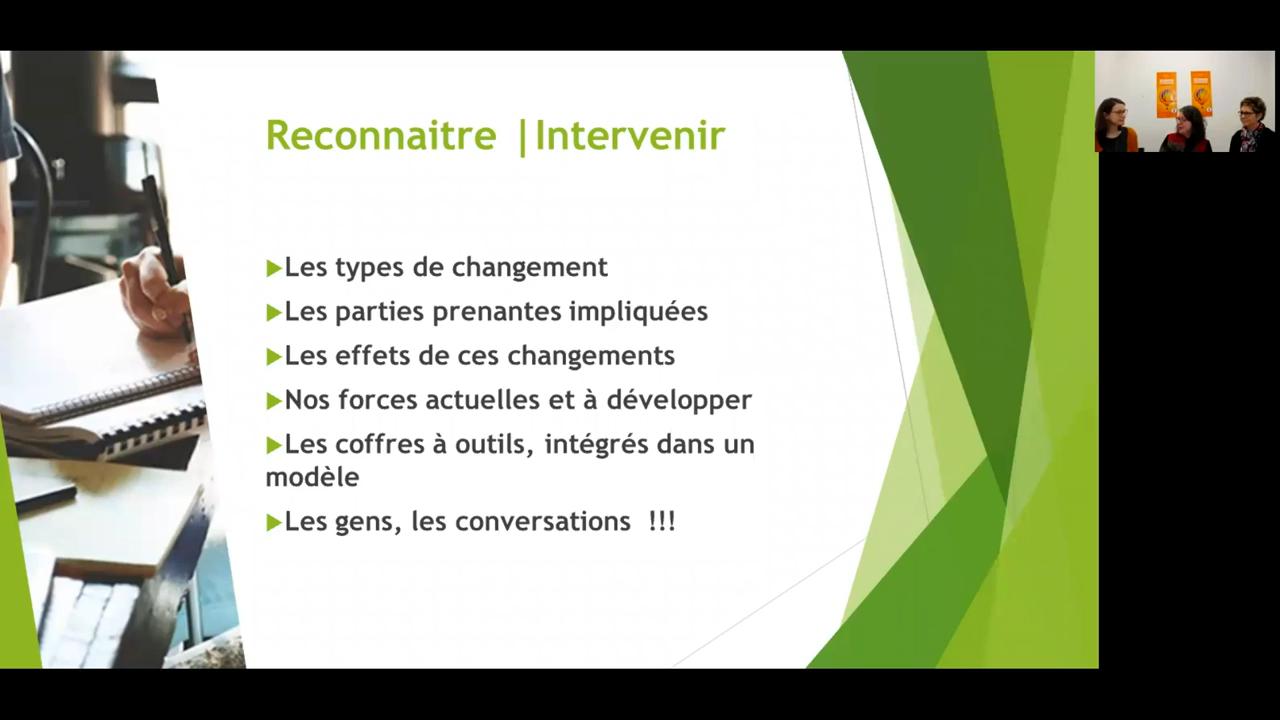 Reconnaitre |Intervenir
Les types de changement
Les parties prenantes impliquées
Les effets de ces changements
Nos forces actuelles et à développer
Les coffres à outils, intégrés dans un
modèle
Les gens, les conversations !!!